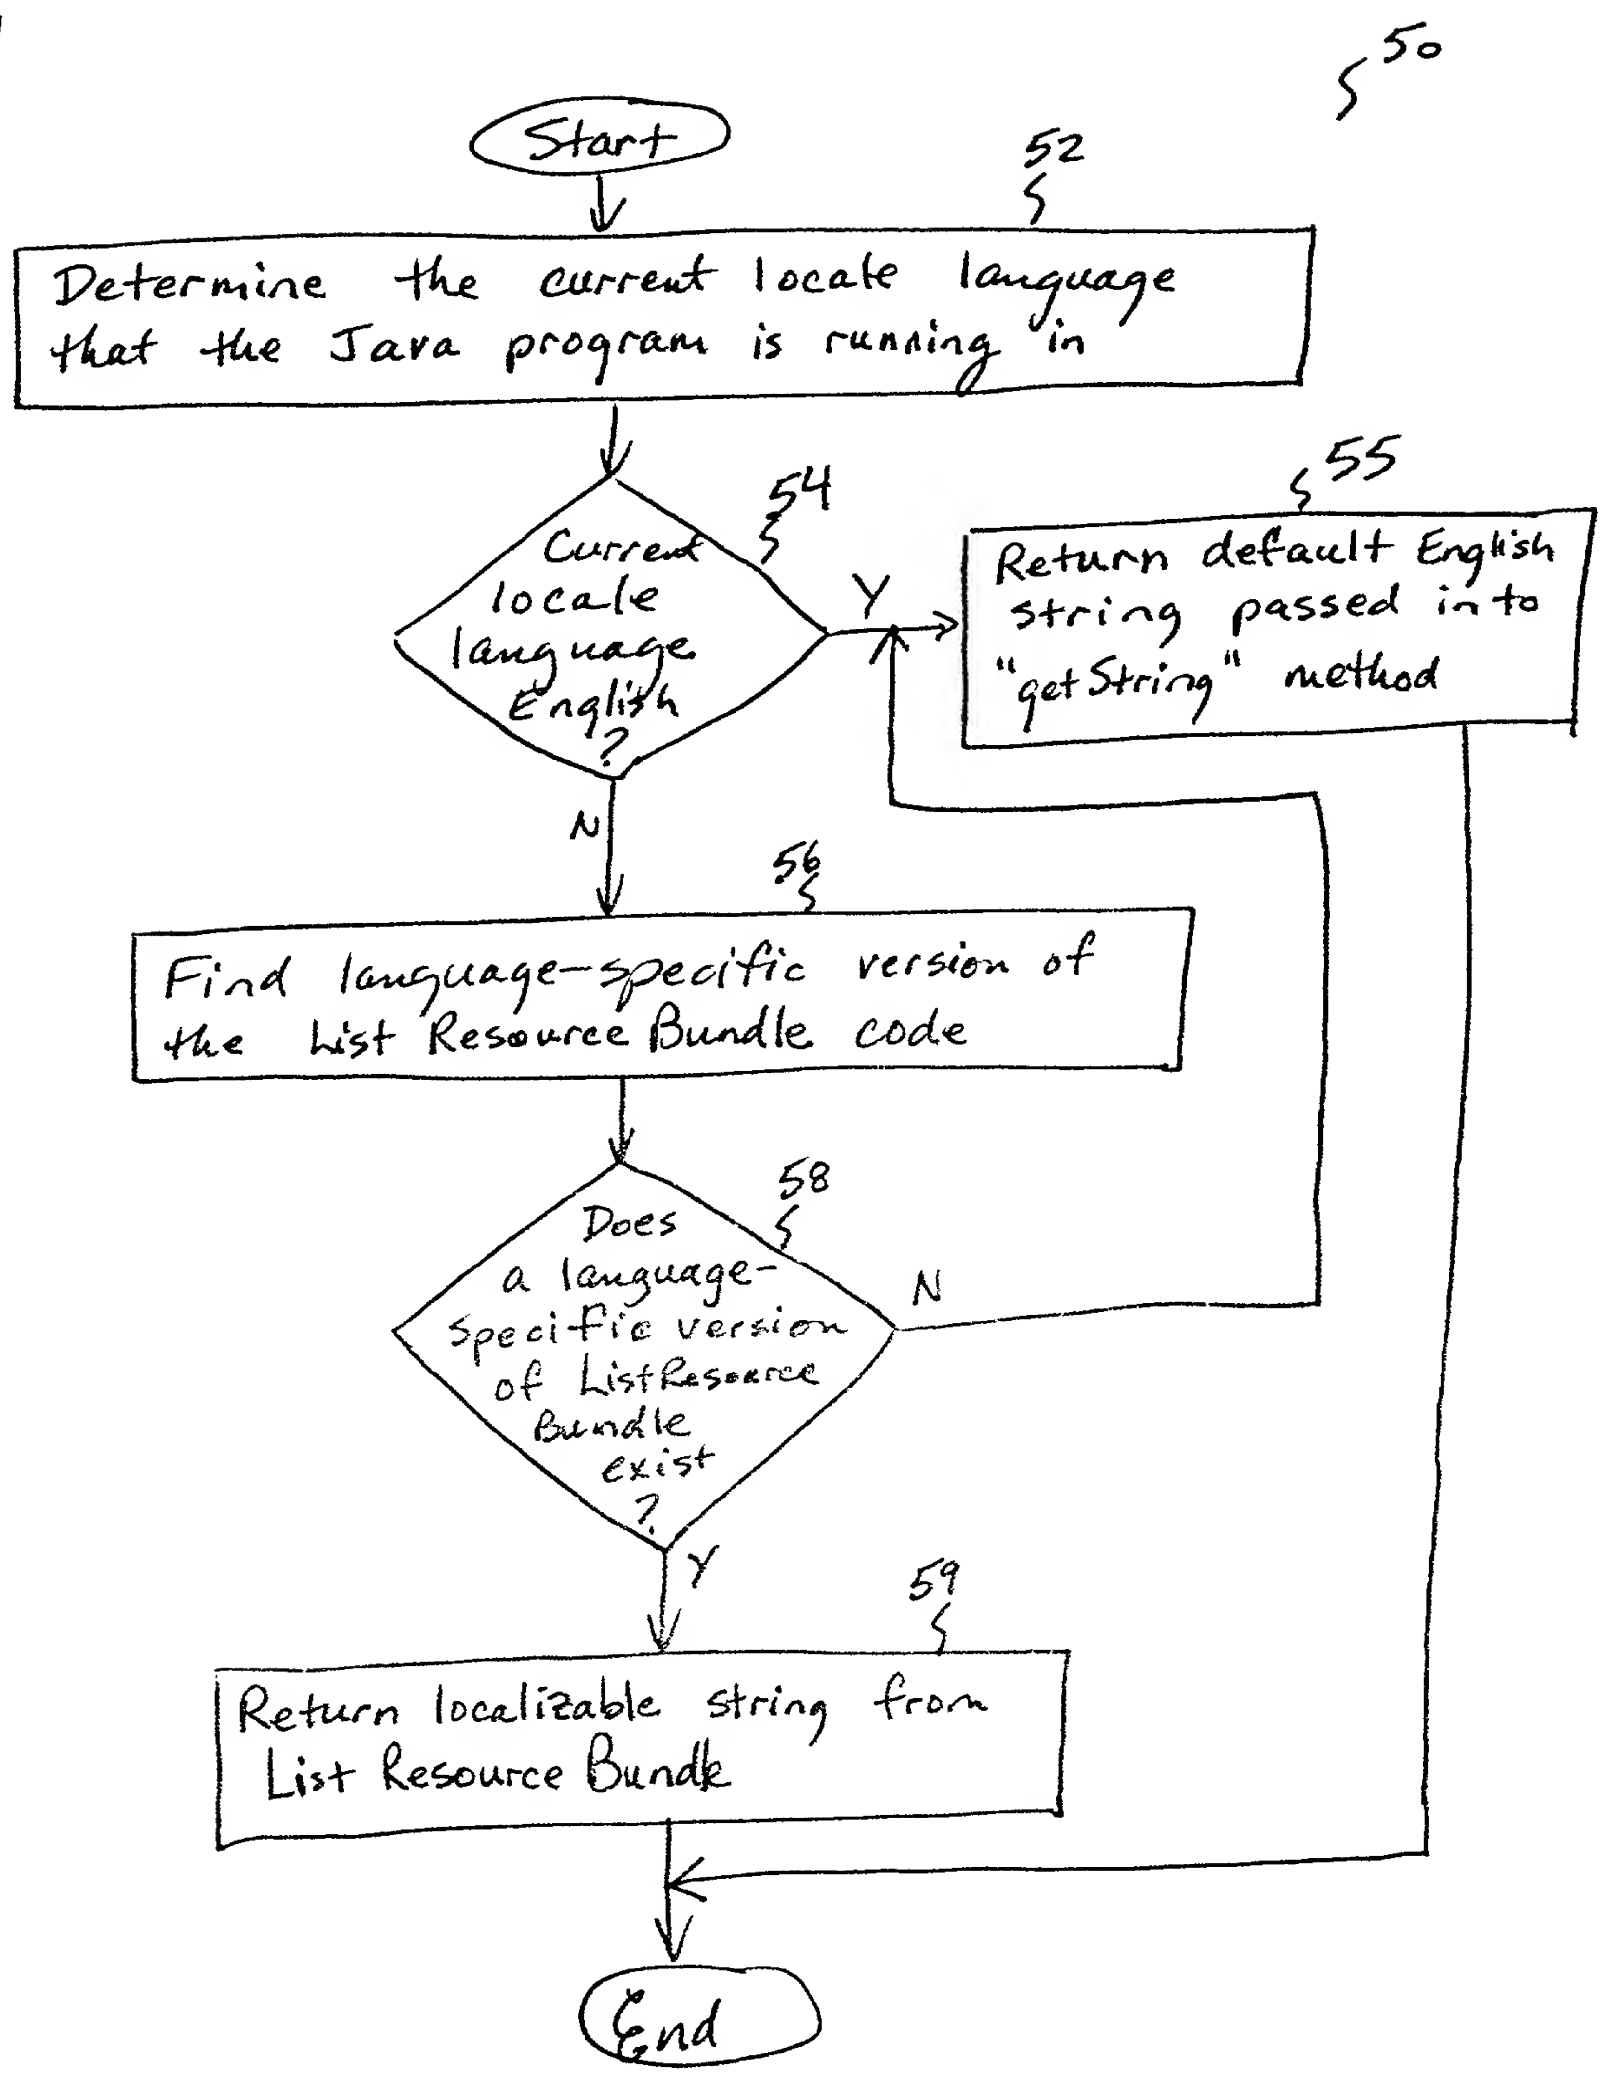 50
Start
52
Determine the current locale language
that the Java program is running in
54
Current
locale
language
English
?
Y
N
55
Return default English
string passed into
"getString" method
56
Find language-specific version of
the List Resource Bundle code
58
Does
a language-
specific version
of ListResource
Bundle
exist
?
N
Y
59
Return localizable string from
List Resource Bundle
End